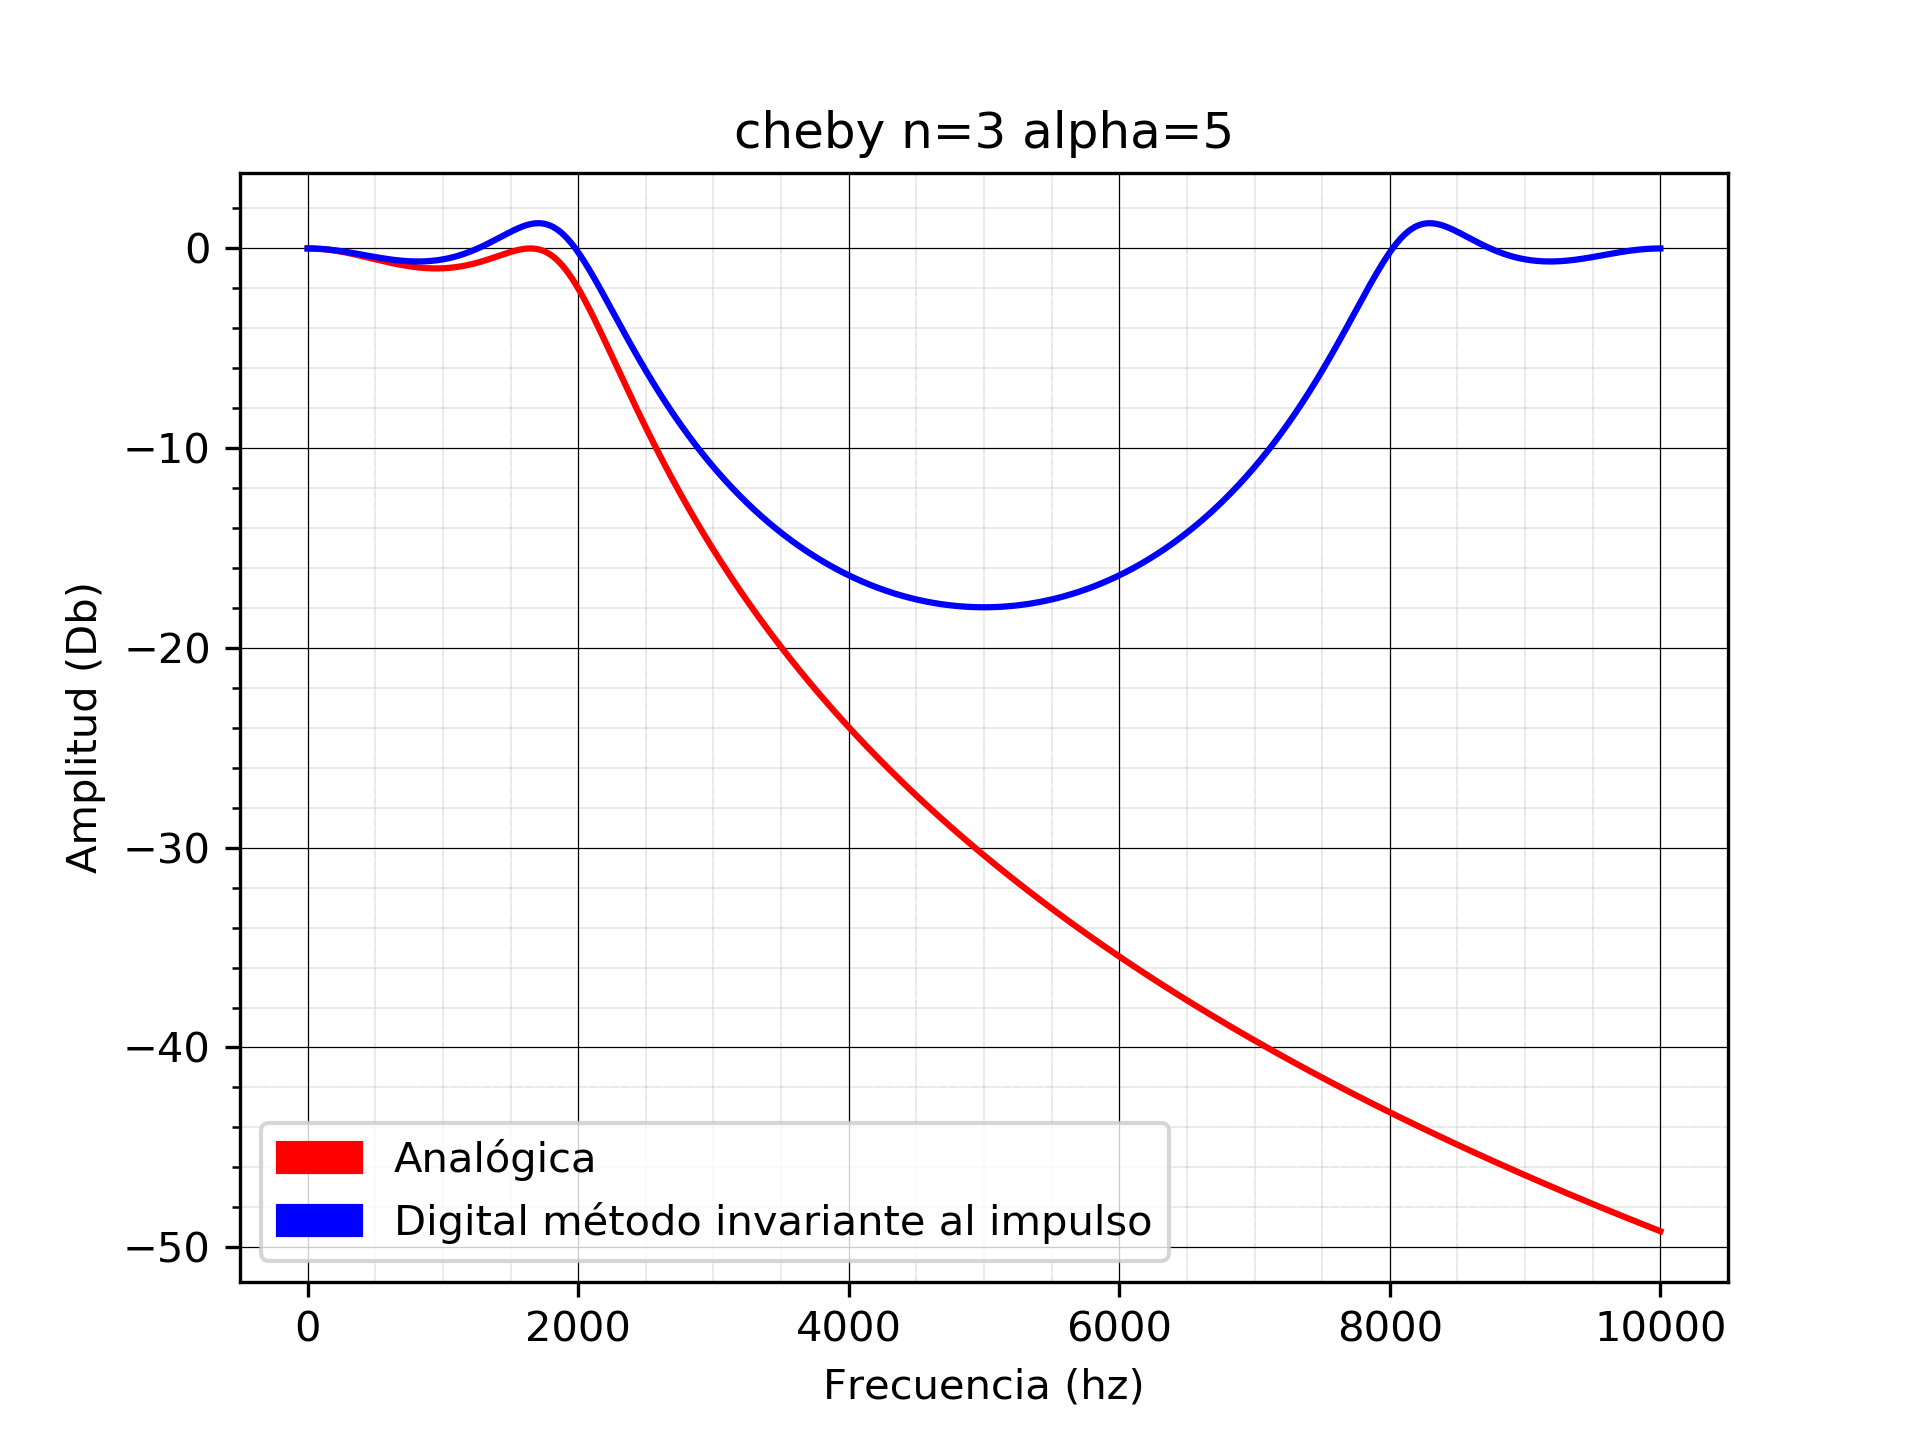 cheby n=3 alpha=5
Amplitud (Db)
0
−10
−20
−30
−40
−50
Analógica
Digital método invariante al impulso
0 2000 4000 6000 8000 10000
Frecuencia (hz)